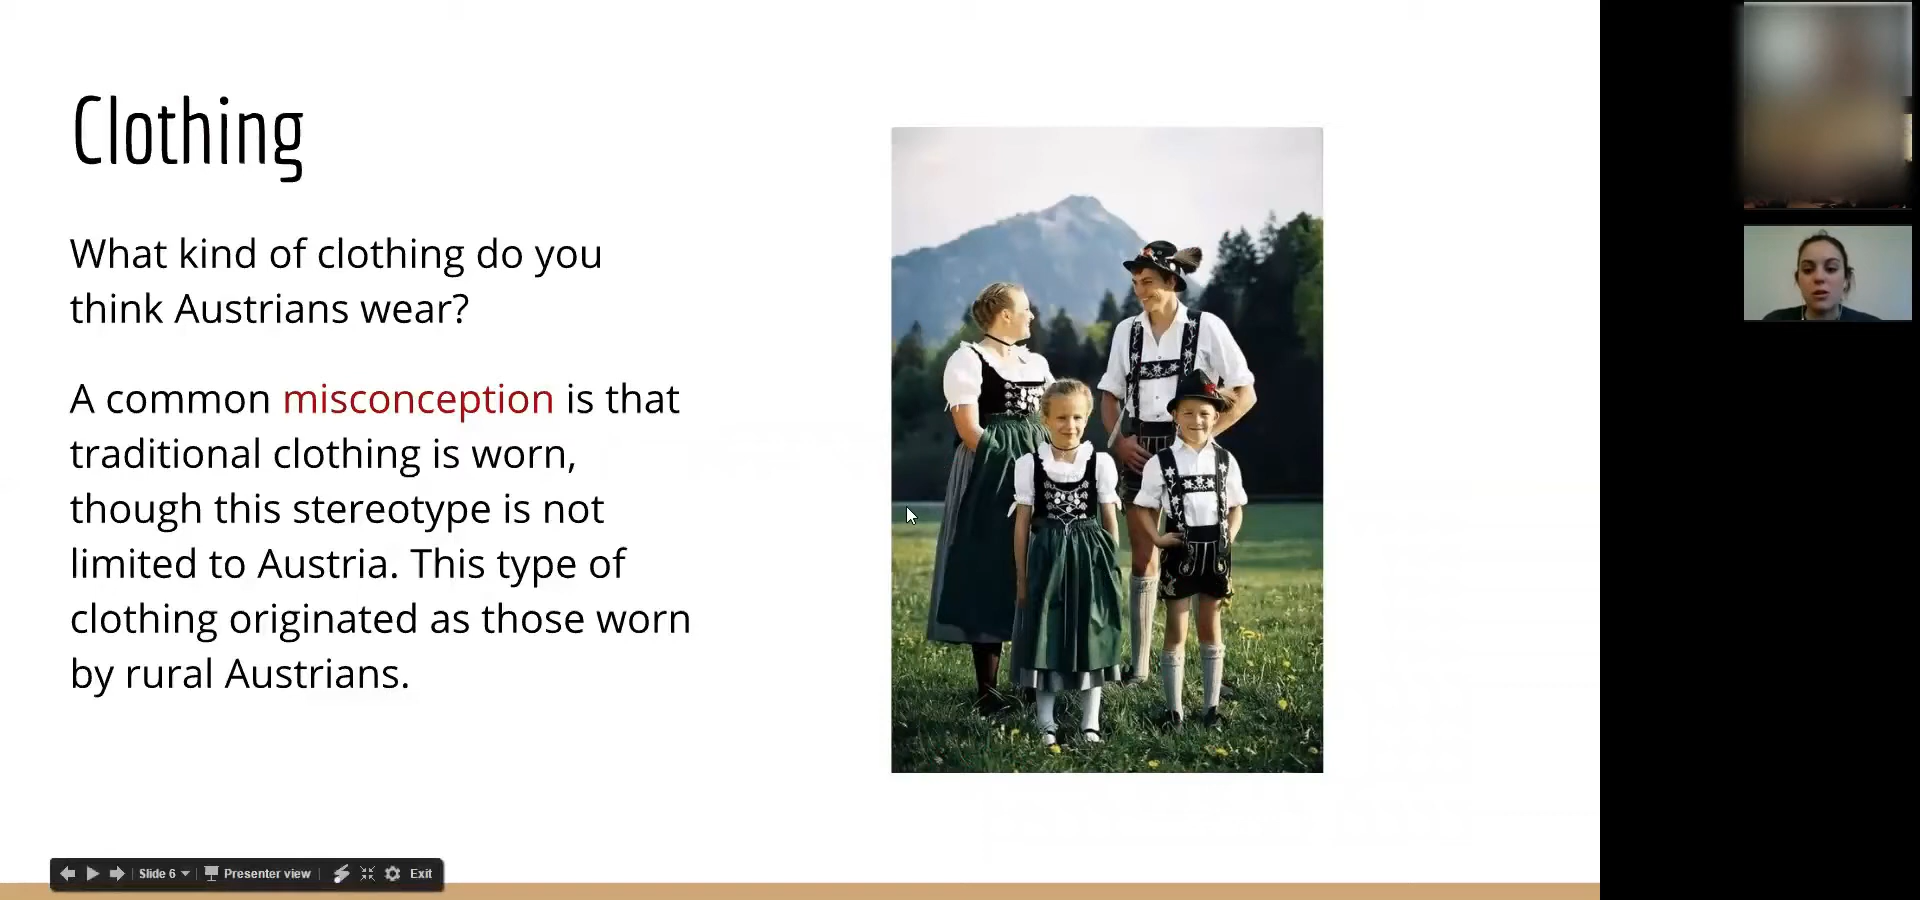 Clothing
What kind of clothing do you
think Austrians wear?
A common misconception is that
traditional clothing is worn,
though this stereotype is not
limited to Austria. This type of
clothing originated as those worn
by rural Austrians.
Slide 6
Presenter view
Exit